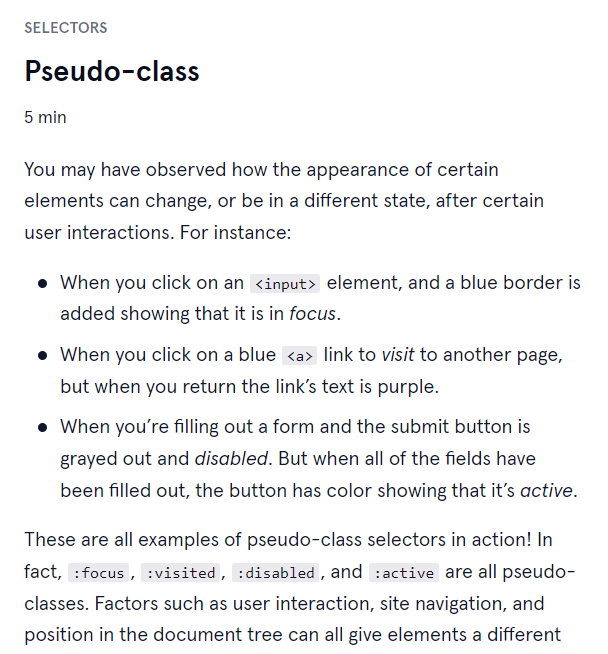 SELECTORS
Pseudo-class
5 min
You may have observed how the appearance of certain
elements can change, or be in a different state, after certain
user interactions. For instance:
When you click on an <input> element, and a blue border is
added showing that it is in focus.
When you click on a blue <a> link to visit to another page,
but when you return the link’s text is purple.
When you’re filling out a form and the submit button is
grayed out and disabled. But when all of the fields have
been filled out, the button has color showing that it’s active.
These are all examples of pseudo-class selectors in action! In
fact, :focus, :visited, :disabled, and :active are all pseudo-
classes. Factors such as user interaction, site navigation, and
position in the document tree can all give elements a different